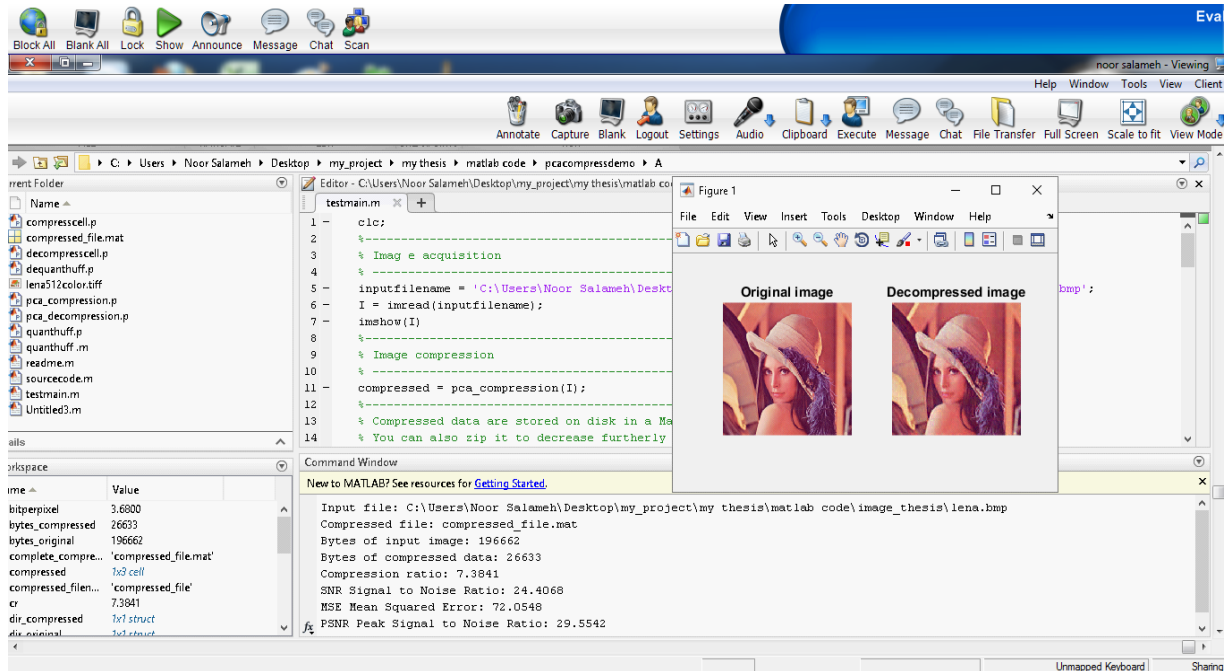 Eval
Block All Blank All Lock Show Announce Message Chat Scan
noor salameh - Viewing
Help Window Tools View Client
Annotate Capture Blank Logout Settings Audio Clipboard Execute Message Chat File Transfer Full Screen Scale to fit View Mode
C: Users Noor Salameh Desktop my_project my thesis matlab code pcacompressdemo A
rrent Folder
Name
compresscell.p
compressed_file.mat
decompresscell.p
dequanthuff.p
lena512color.tiff
pca_compression.p
pca_decompression.p
quanthuff.p
quanthuff .m
readme.m
sourcecode.m
testmain.m
Untitled3.m
ails
orkspace
ame Value
bitperpixel 3.6800
bytes_compressed 26633
bytes_original 196662
complete_compre... 'compressed_file.mat'
compressed 1x3 cell
compressed_filen... 'compressed_file'
cr 7.3841
dir_compressed 1x1 struct
dir_original 1x1 struct
Editor - C:\Users\Noor Salameh\Desktop\my_project\my thesis\matlab co
testmain.m
1 - clc;
2 %--------------------------------------------
3 % Imag e acquisition
4 % -------------------------------------------
5 - inputfilename = 'C:\Users\Noor Salameh\Deskt bmp';
6 - I = imread(inputfilename);
7 - imshow(I)
8 %--------------------------------------------
9 % Image compression
10 % -------------------------------------------
11 - compressed = pca_compression(I);
12 %--------------------------------------------
13 % Compressed data are stored on disk in a Ma
14 % You can also zip it to decrease furtherly
Figure 1
File Edit View Insert Tools Desktop Window Help
Original image Decompressed image
Command Window
New to MATLAB? See resources for Getting Started.
Input file: C:\Users\Noor Salameh\Desktop\my_project\my thesis\matlab code\image_thesis\lena.bmp
Compressed file: compressed_file.mat
Bytes of input image: 196662
Bytes of compressed data: 26633
Compression ratio: 7.3841
SNR Signal to Noise Ratio: 24.4068
MSE Mean Squared Error: 72.0548
fx PSNR Peak Signal to Noise Ratio: 29.5542
Unmapped Keyboard Sharing